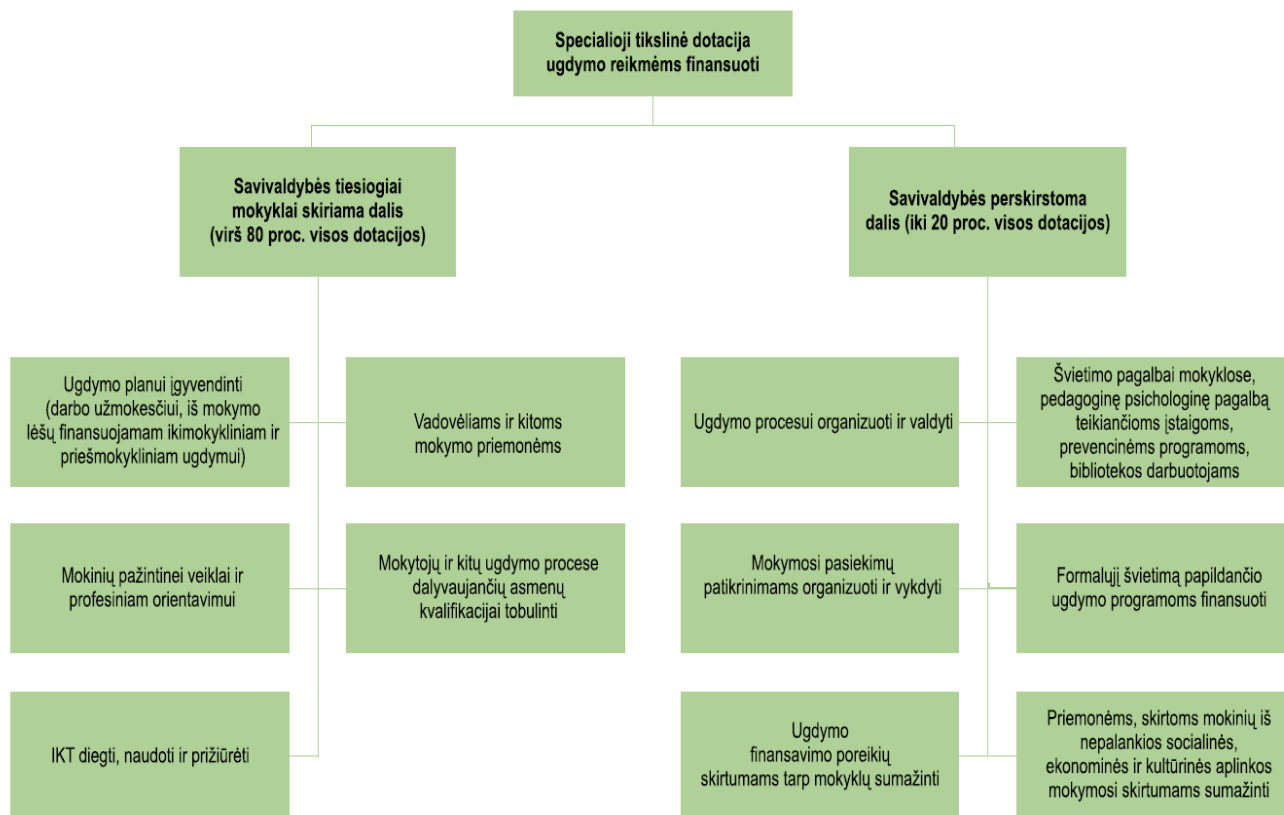 Specialioji tikslinė dotacija
ugdymo reikmėms finansuoti
Savivaldybės tiesiogiai
mokyklai skiriama dalis
(virš 80 proc. visos dotacijos)
Savivaldybės perskirstoma
dalis (iki 20 proc. visos dotacijos)
Ugdymo planui įgyvendinti
(darbo užmokesčiui, iš mokymo
lėšų finansuojamam ikimokykliniam ir
priešmokykliniam ugdymui)
Vadovėliams ir kitoms
mokymo priemonėms
Ugdymo procesui organizuoti ir valdyti
Švietimo pagalbai mokyklose,
pedagoginę psichologinę pagalbą
teikiančioms įstaigoms,
prevencinėms programoms,
bibliotekos darbuotojams
Mokinių pažintinei veiklai ir
profesiniam orientavimui
Mokytojų ir kitų ugdymo procese
dalyvaujančių asmenų
kvalifikacijai tobulinti
Mokymosi pasiekimų
patikrinimams organizuoti ir vykdyti
Formalųjį švietimą papildančio
ugdymo programoms finansuoti
IKT diegti, naudoti ir prižiūrėti
Ugdymo
finansavimo poreikių
skirtumams tarp mokyklų sumažinti
Priemonėms, skirtoms mokinių iš
nepalankios socialinės,
ekonominės ir kultūrinės aplinkos
mokymosi skirtumams sumažinti